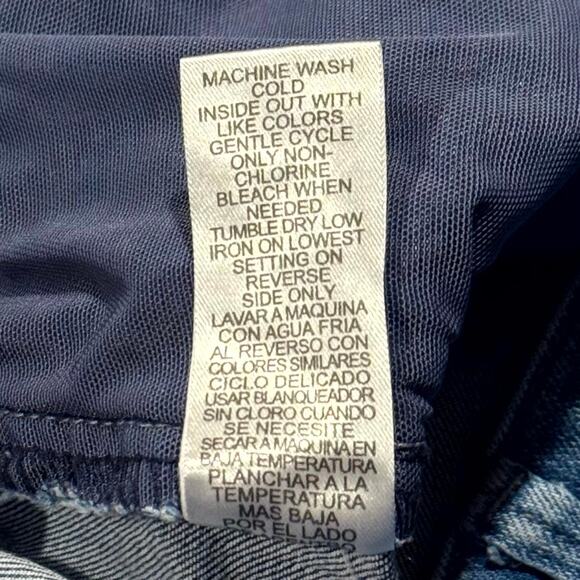 MACHINE WASH
COLD
INSIDE OUT WITH
LIKE COLORS
GENTLE CYCLE
ONLY NON-
CHLORINE
BLEACH WHEN
NEEDED
TUMBLE DRY LOW
IRON ON LOWEST
SETTING ON
REVERSE
SIDE ONLY
LAVAR A MAQUINA
CON AGUA FRIA
AL REVERSO CON
COLORES SIMILARES
CICLO DELICADO
USAR BLANQUEADOR
SIN CLORO CUANDO
SE NECESITE
SECAR A MAQUINA EN
BAJA TEMPERATURA
PLANCHAR A LA
TEMPERATURA
MAS BAJA
POR EL LADO